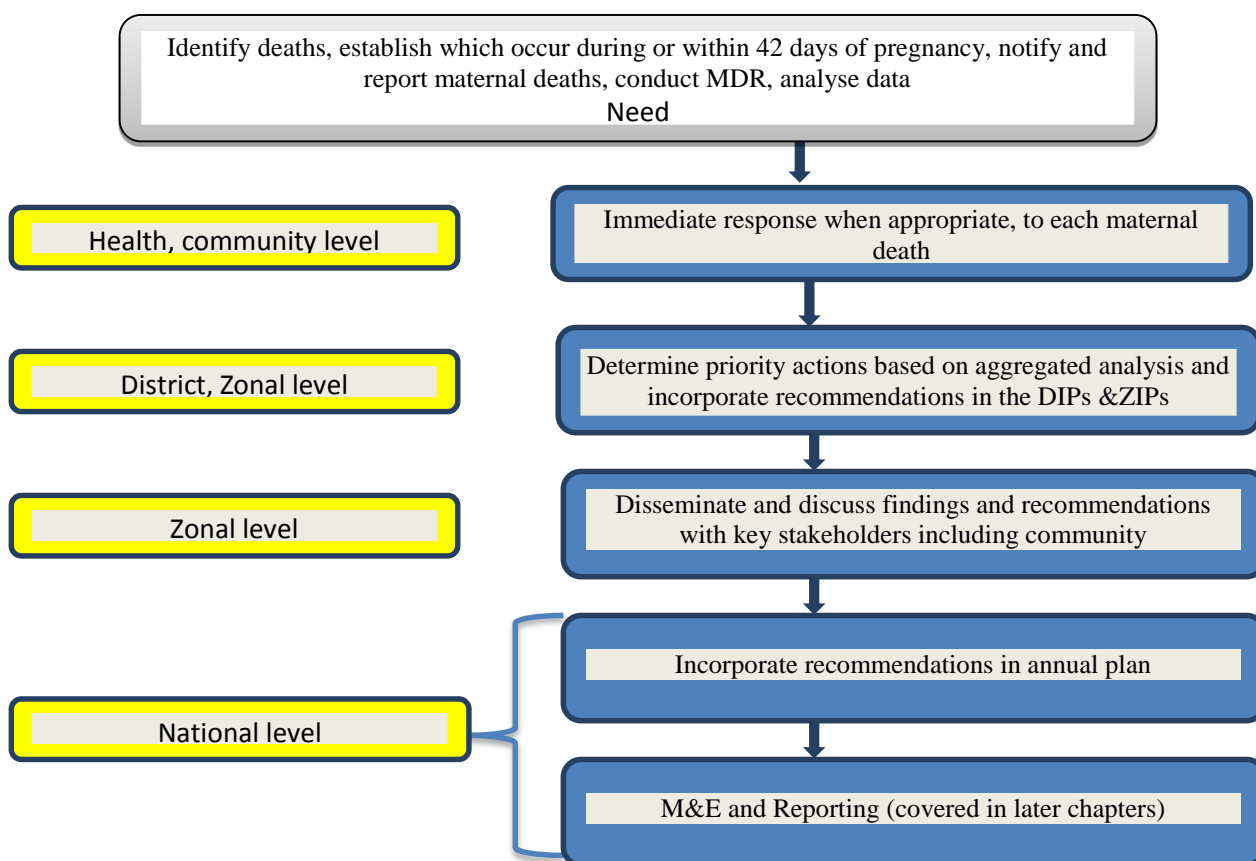 Identify deaths, establish which occur during or within 42 days of pregnancy, notify and
report maternal deaths, conduct MDR, analyse data
Need
Health, community level
Immediate response when appropriate, to each maternal
death
District, Zonal level
Determine priority actions based on aggregated analysis and
incorporate recommendations in the DIPs &ZIPs
Zonal level
Disseminate and discuss findings and recommendations
with key stakeholders including community
Incorporate recommendations in annual plan
National level
M&E and Reporting (covered in later chapters)